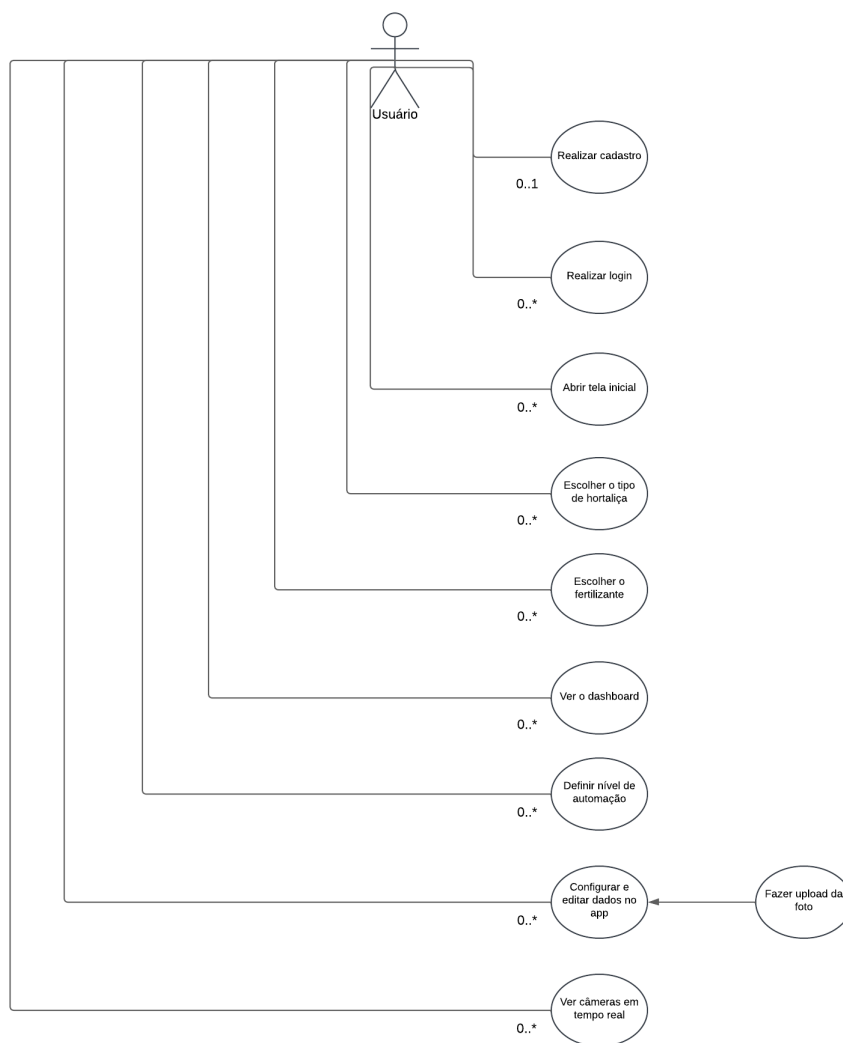 Usuário
Realizar cadastro
0..1
Realizar login
0..*
Abrir tela inicial
0..*
Escolher o tipo
de hortaliça
0..*
Escolher o
fertilizante
0..*
Ver o dashboard
0..*
Definir nível de
automação
0..*
Configurar e
editar dados no
app
0..*
Fazer upload da
foto
Ver câmeras em
tempo real
0..*